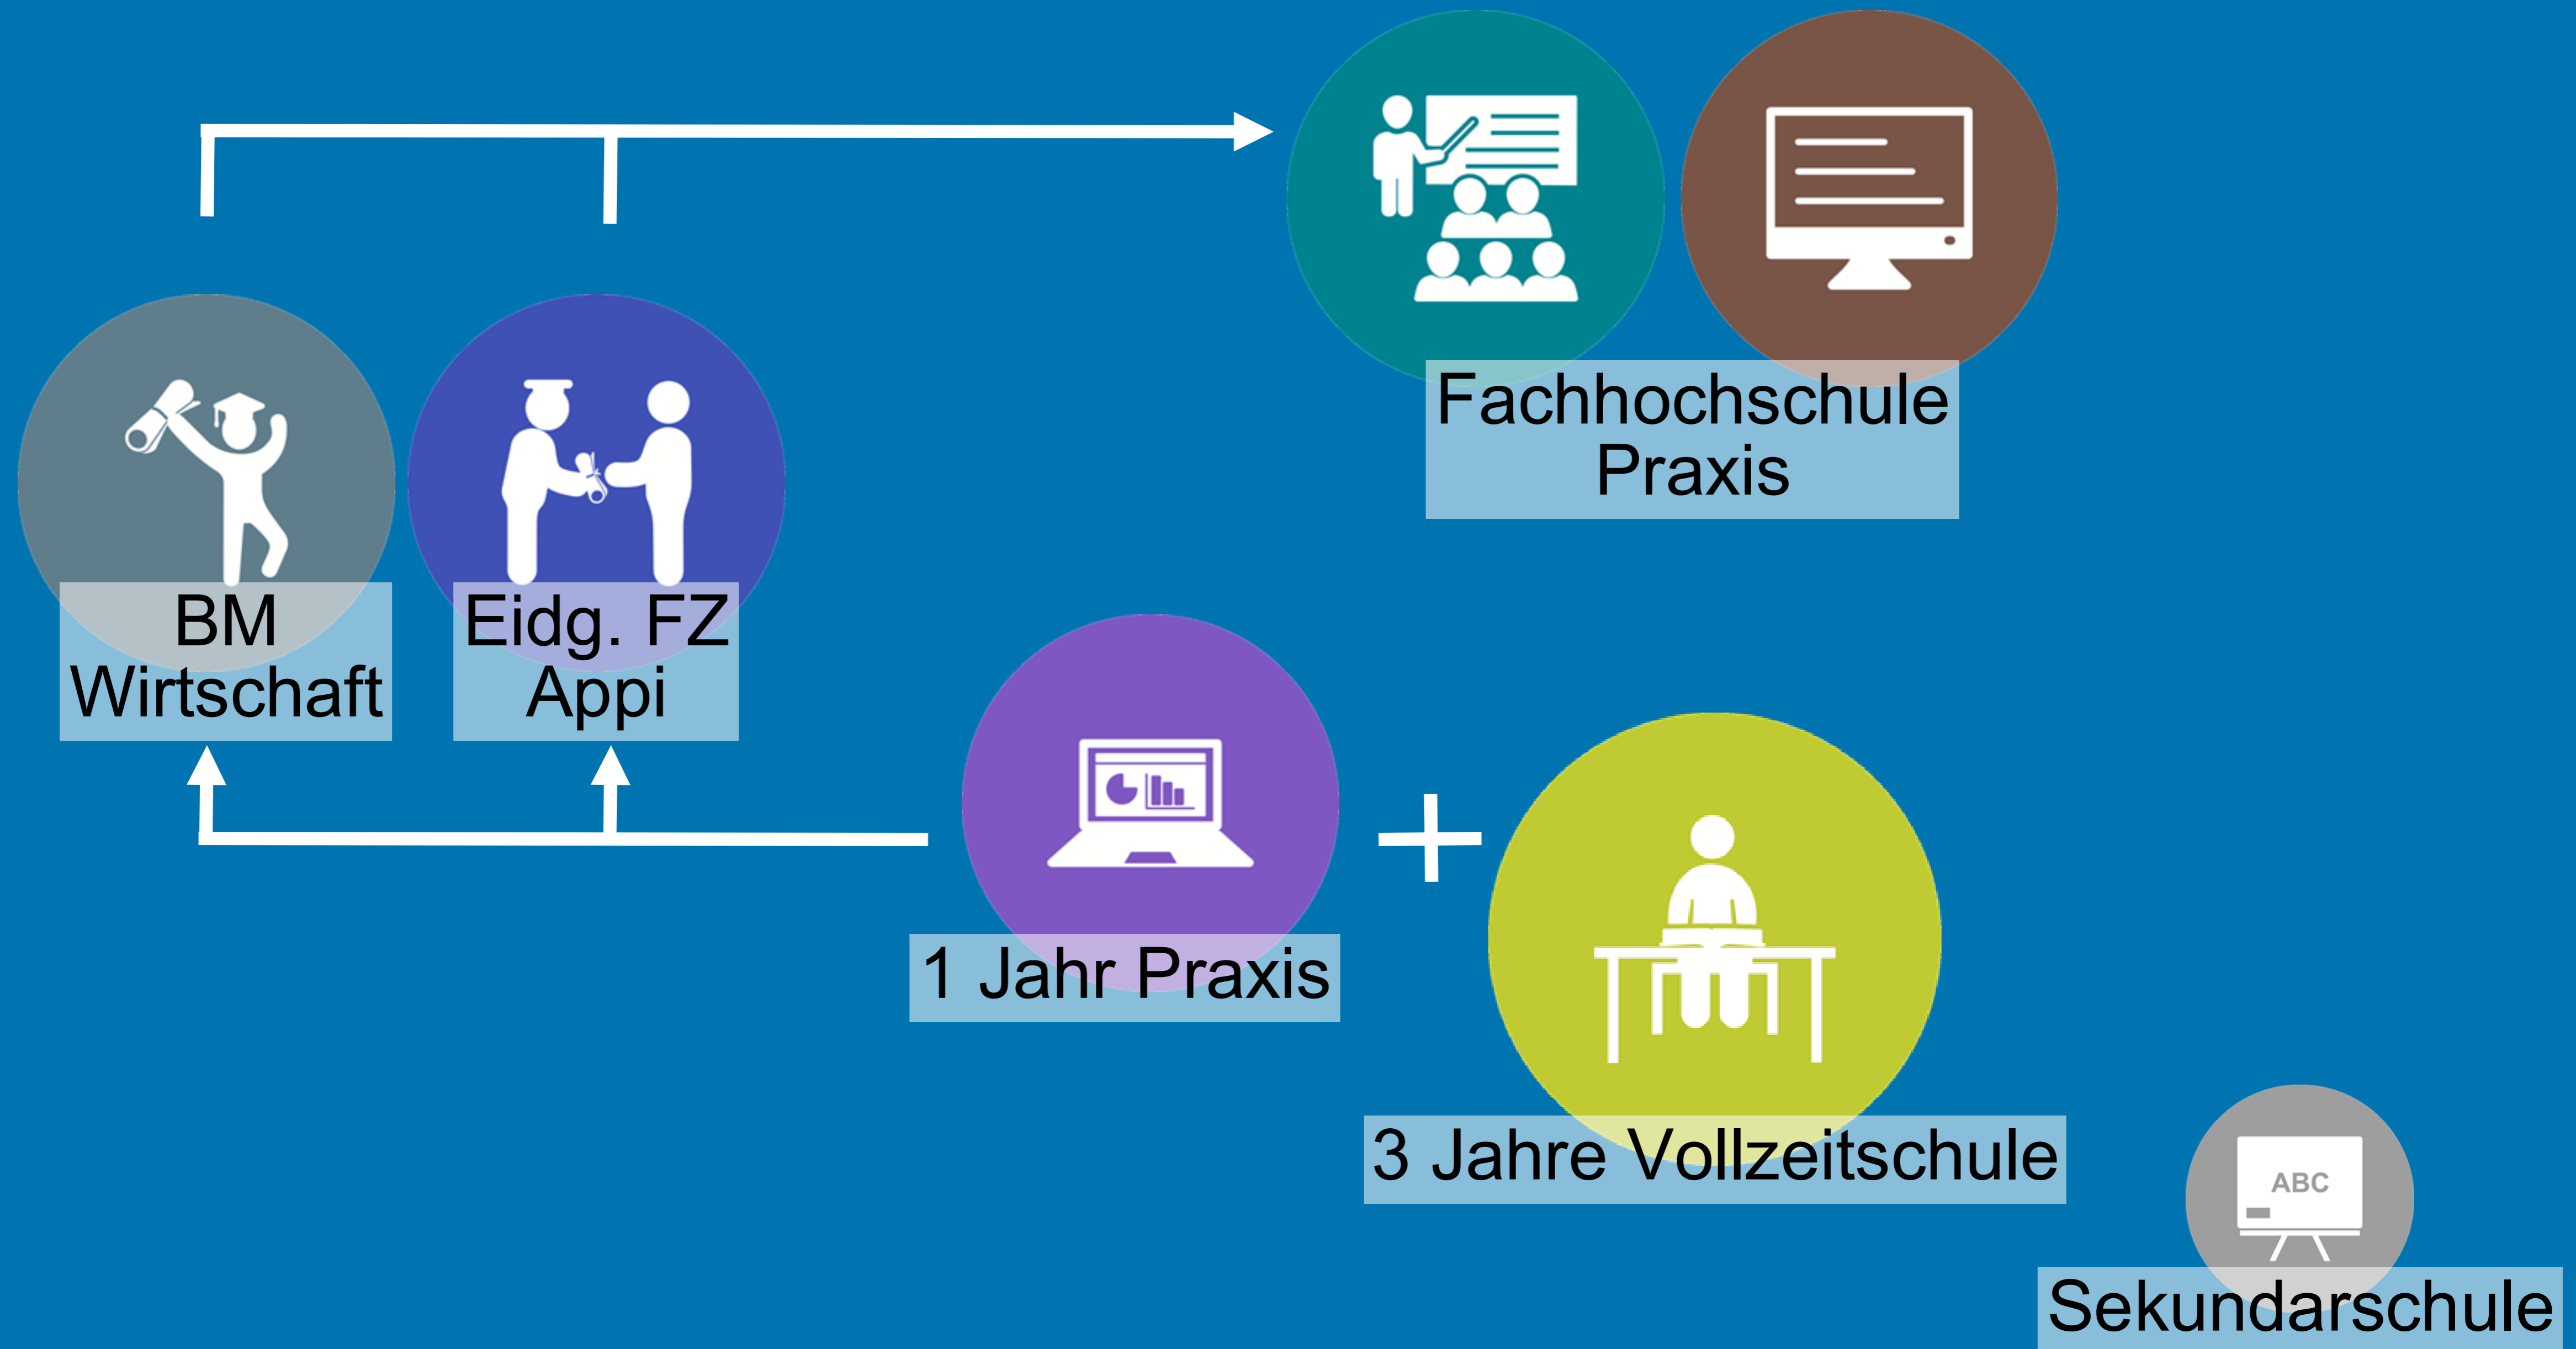 Fachhochschule
Praxis
BM
Wirtschaft
Eidg. FZ
Appi
1 Jahr Praxis
3 Jahre Vollzeitschule
ABC
Sekundarschule